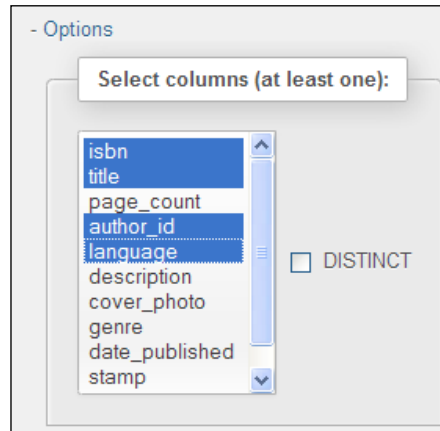 - Options
Select columns (at least one):
isbn
title
page_count
author_id
language
description
cover_photo
genre
date_published
stamp
DISTINCT